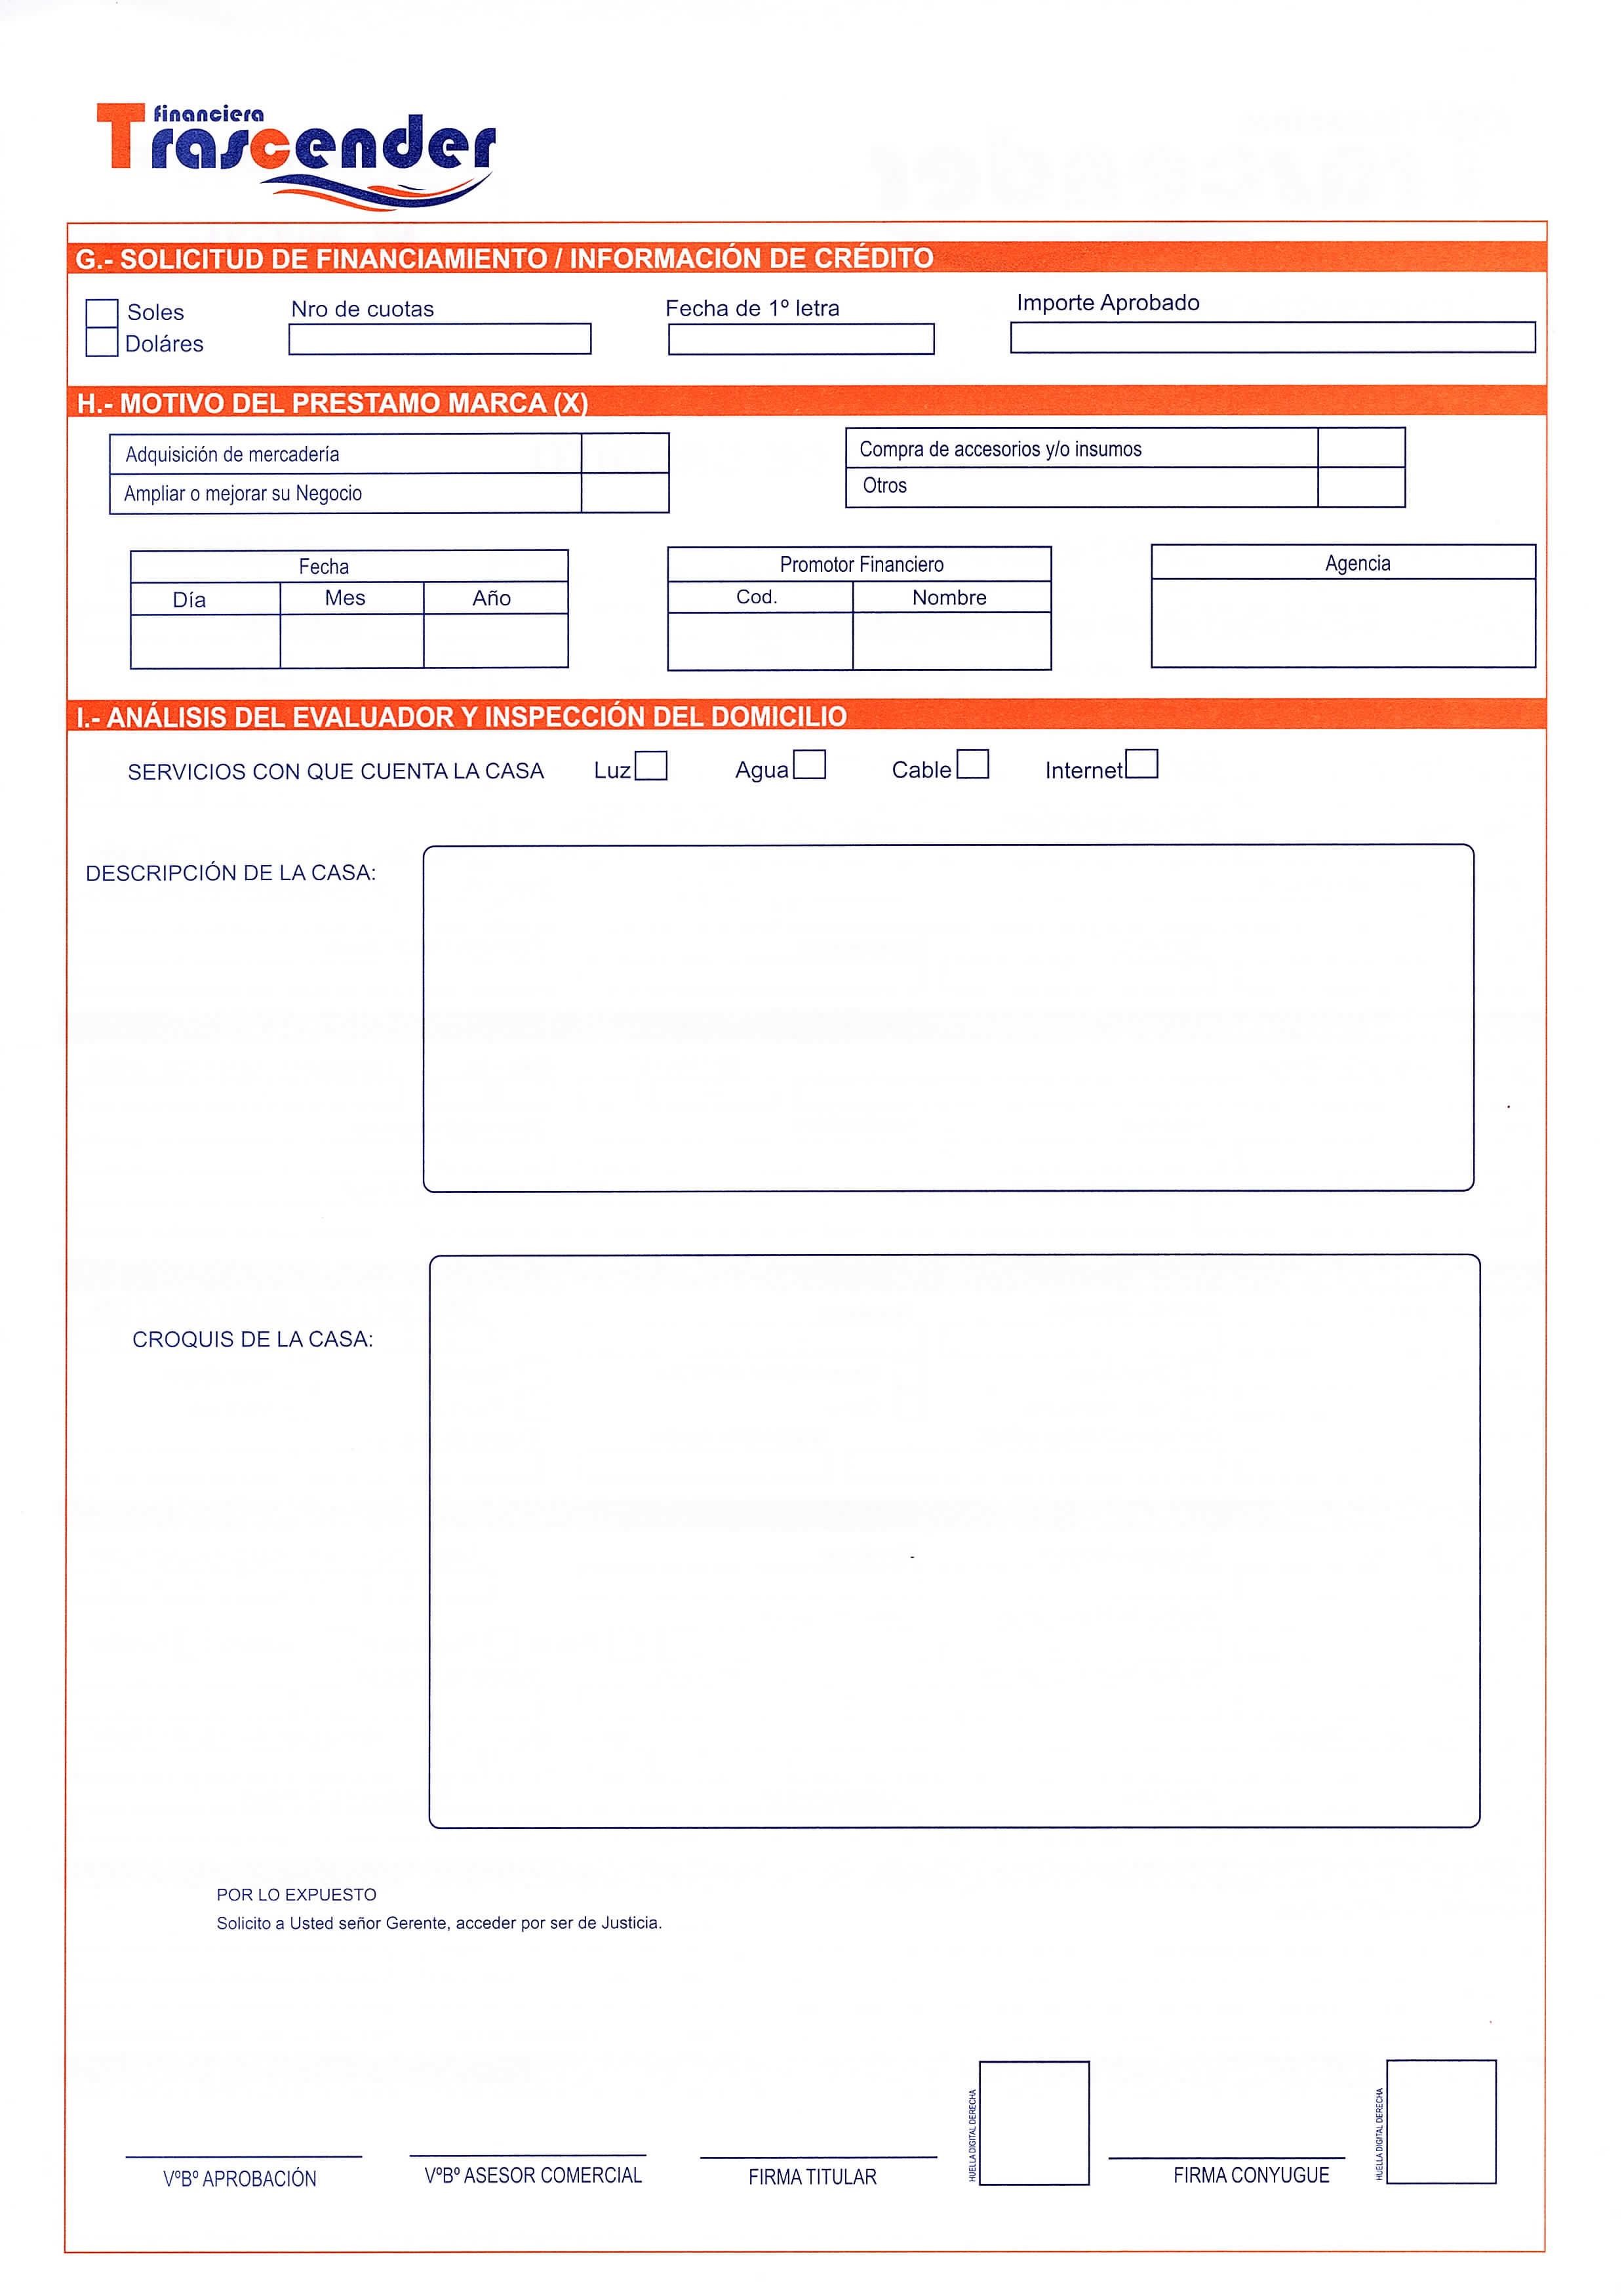 financiera
Trascender
G.- SOLICITUD DE FINANCIAMIENTO / INFORMACIÓN DE CRÉDITO
Soles
Doláres
Nro de cuotas
Fecha de 1º letra
Importe Aprobado
H.- MOTIVO DEL PRESTAMO MARCA (X)
Adquisición de mercadería
Ampliar o mejorar su Negocio
Compra de accesorios y/o insumos
Otros
Fecha
Día Mes Año
Promotor Financiero
Cod. Nombre
Agencia
I.- ANÁLISIS DEL EVALUADOR Y INSPECCIÓN DEL DOMICILIO
SERVICIOS CON QUE CUENTA LA CASA Luz Agua Cable Internet
DESCRIPCIÓN DE LA CASA:
CROQUIS DE LA CASA:
POR LO EXPUESTO
Solicito a Usted señor Gerente, acceder por ser de Justicia.
VºBº APROBACIÓN
VºBº ASESOR COMERCIAL
FIRMA TITULAR
HUELLA DIGITAL DERECHA
FIRMA CONYUGUE
HUELLA DIGITAL DERECHA